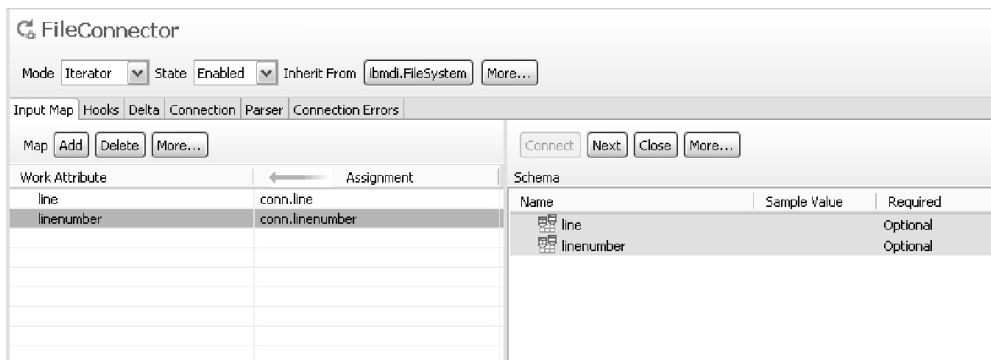 FileConnector
Mode Iterator State Enabled Inherit From ibmdi.FileSystem More...
Input Map Hooks Delta Connection Parser Connection Errors
Map Add Delete More...
Work Attribute Assignment
line conn.line
linenumber conn.linenumber
Connect Next Close More...
Schema
Name Sample Value Required
line Optional
linenumber Optional